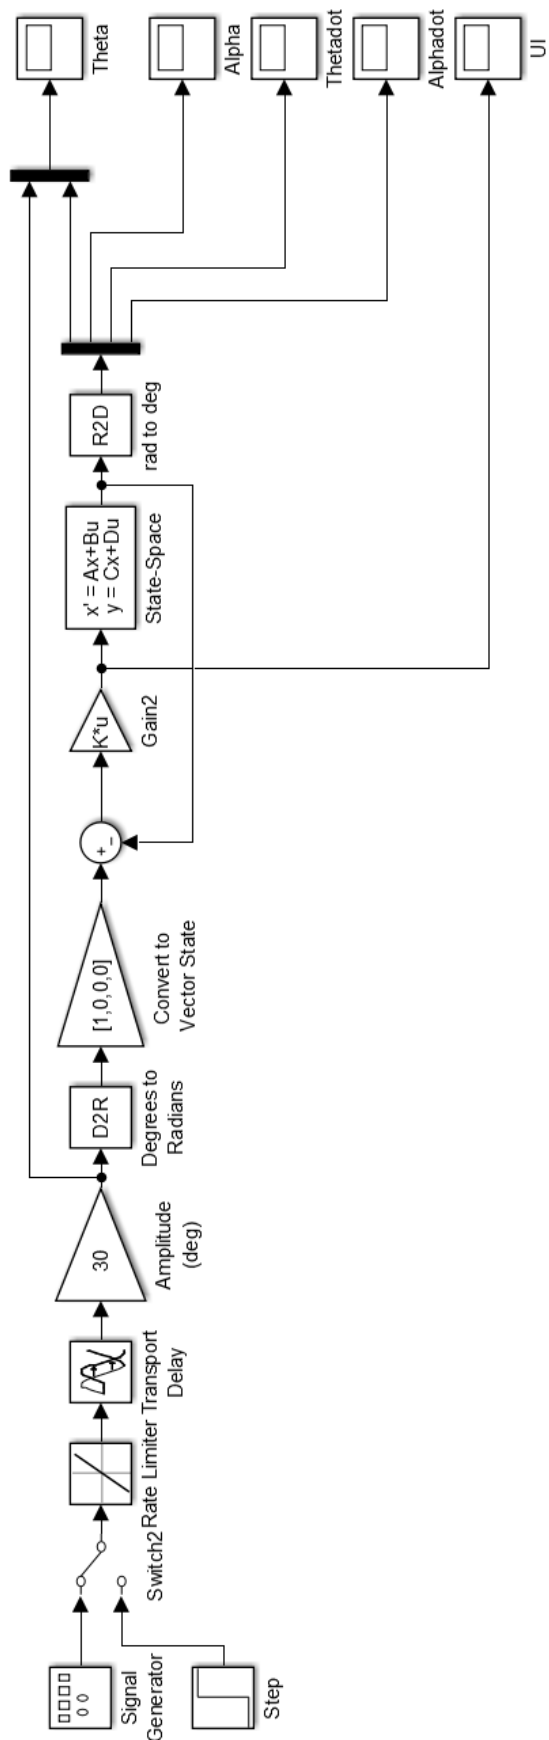 Signal
Generator
Step
Switch2
Rate Limiter
Transport
Delay
30
Amplitude
(deg)
D2R
Degrees to
Radians
[1,0,0,0]
Convert to
Vector State
+
−
K*u
Gain2
x' = Ax+Bu
y = Cx+Du
State-Space
R2D
rad to deg
Theta
Alpha
Thetadot
Alphadot
UI